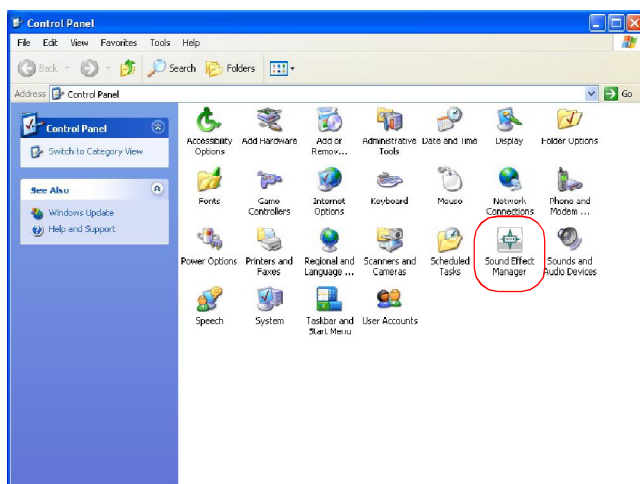 Control Panel
File Edit View Favorites Tools Help
Back Search Folders
Address Control Panel Go
Control Panel
Switch to Category View
See Also
Windows Update
Help and Support
Accessibility Options
Add Hardware
Add or Remov...
Administrative Tools
Date and Time
Display
Folder Options
Fonts
Game Controllers
Internet Options
Keyboard
Mouse
Network Connections
Phone and Modem ...
Power Options
Printers and Faxes
Regional and Language ...
Scanners and Cameras
Scheduled Tasks
Sound Effect Manager
Sounds and Audio Devices
Speech
System
Taskbar and Start Menu
User Accounts